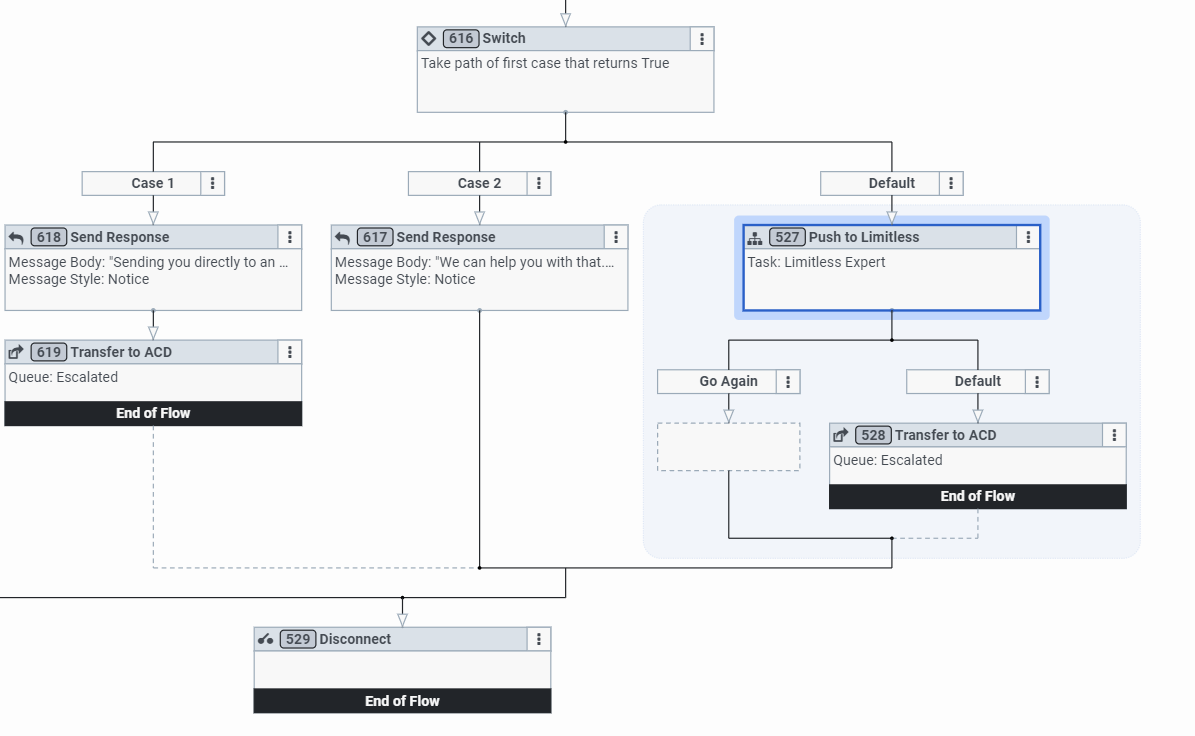 616 Switch
Take path of first case that returns True
Case 1
Case 2
Default
618 Send Response
Message Body: "Sending you directly to an ...
Message Style: Notice
617 Send Response
Message Body: "We can help you with that....
Message Style: Notice
527 Push to Limitless
Task: Limitless Expert
619 Transfer to ACD
Queue: Escalated
End of Flow
Go Again
Default
528 Transfer to ACD
Queue: Escalated
End of Flow
529 Disconnect
End of Flow